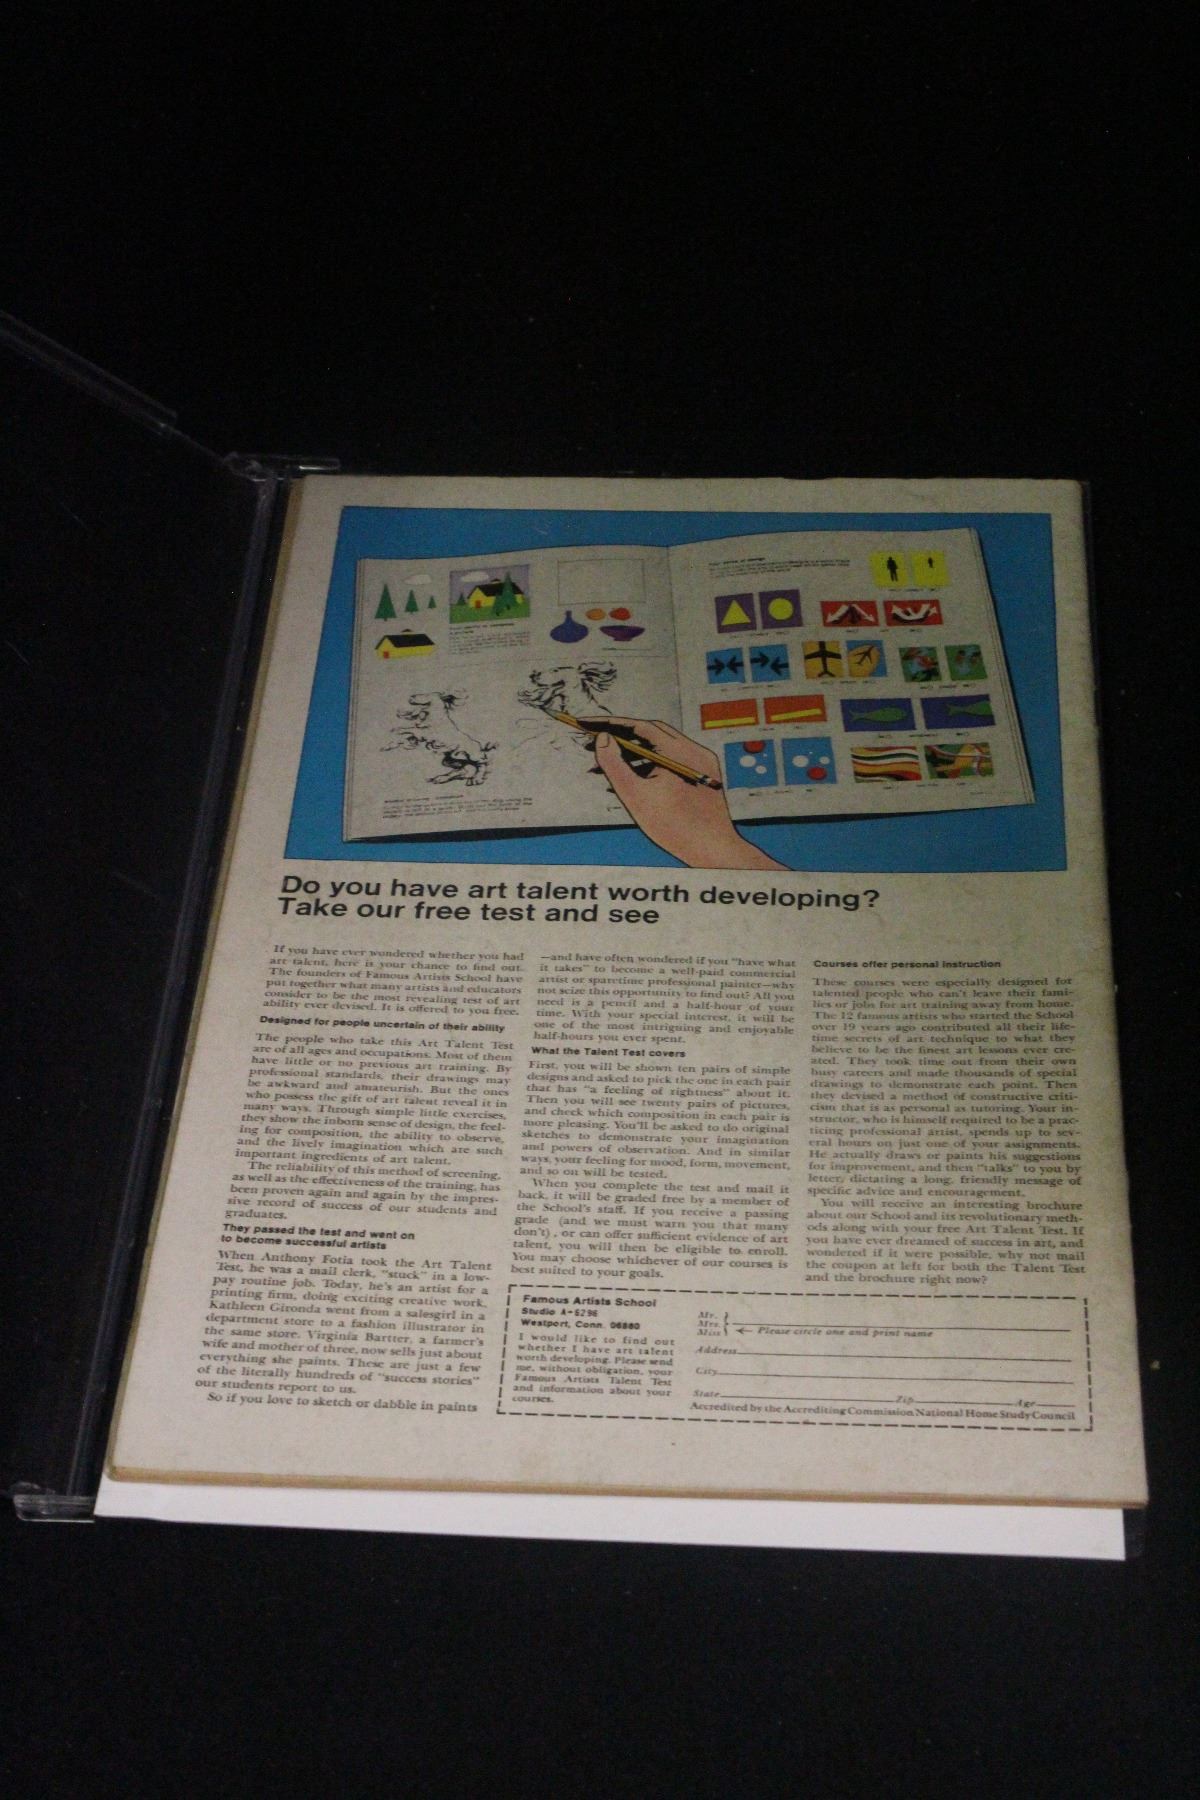 Do you have art talent worth developing?
Take our free test and see
If you have ever wondered whether you had
art talent, here is your chance to find out.
The founders of Famous Artists School have
put together what many artists and educators
consider to be the most revealing test of art
ability ever devised. It is offered to you free.
Designed for people uncertain of their ability
The people who take this Art Talent Test
are of all ages and occupations. Most of them
have little or no previous art training. By
professional standards, their drawings may
be awkward and amateurish. But the ones
who possess the gift of art talent reveal it in
many ways. Through simple little exercises,
they show the inborn sense of design, the feel-
ing for composition, the ability to observe,
and the lively imagination which are such
important ingredients of art talent.
The reliability of this method of screening,
as well as the effectiveness of the training, has
been proven again and again by the impres-
sive record of success of our students and
graduates.
They passed the test and went on
to become successful artists
When Anthony Fotia took the Art Talent
Test, he was a mail clerk, "stuck" in a low-
pay routine job. Today, he's an artist for a
printing firm, doing exciting creative work.
Kathleen Gironda went from a salesgirl in a
department store to a fashion illustrator in
the same store. Virginia Bartter, a farmer's
wife and mother of three, now sells just about
everything she paints. These are just a few
of the literally hundreds of "success stories"
our students report to us.
So if you love to sketch or dabble in paints
—and have often wondered if you "have what
it takes" to become a well-paid commercial
artist or sparetime professional painter—why
not seize this opportunity to find out? All you
need is a pencil and a half-hour of your
time. With your special interest, it will be
one of the most intriguing and enjoyable
half-hours you ever spent.
What the Talent Test covers
First, you will be shown ten pairs of simple
designs and asked to pick the one in each pair
that has "a feeling of rightness" about it.
Then you will see twenty pairs of pictures,
and check which composition in each pair is
more pleasing. You'll be asked to do original
sketches to demonstrate your imagination
and powers of observation. And in similar
ways, your feeling for mood, form, movement,
and so on will be tested.
When you complete the test and mail it
back, it will be graded free by a member of
the School's staff. If you receive a passing
grade (and we must warn you that many
don't), or can offer sufficient evidence of art
talent, you will then be eligible to enroll.
You may choose whichever of our courses is
best suited to your goals.
Courses offer personal instruction
These courses were especially designed for
talented people who can't leave their fami-
lies or jobs for art training away from home.
The 12 famous artists who started the School
over 19 years ago contributed all their life-
time secrets of art technique to what they
believe to be the finest art lessons ever cre-
ated. They took time out from their own
busy careers and made thousands of special
drawings to demonstrate each point. Then
they devised a method of constructive criti-
cism that is as personal as tutoring. Your in-
structor, who is himself required to be a prac-
ticing professional artist, spends up to sev-
eral hours on just one of your assignments.
He actually draws or paints his suggestions
for improvement, and then "talks" to you by
letter, dictating a long, friendly message of
specific advice and encouragement.
You will receive an interesting brochure
about our School and its revolutionary meth-
ods along with your free Art Talent Test. If
you have ever dreamed of success in art, and
wondered if it were possible, why not mail
the coupon at left for both the Talent Test
and the brochure right now?
Famous Artists School
Studio A-5296
Westport, Conn. 06880
I would like to find out
whether I have art talent
worth developing. Please send
me, without obligation, your
Famous Artists Talent Test
and information about your
courses.
Mr.
Mrs.
Miss ← Please circle one and print name
Address
City
State Zip Age
Accredited by the Accrediting Commission National Home Study Council